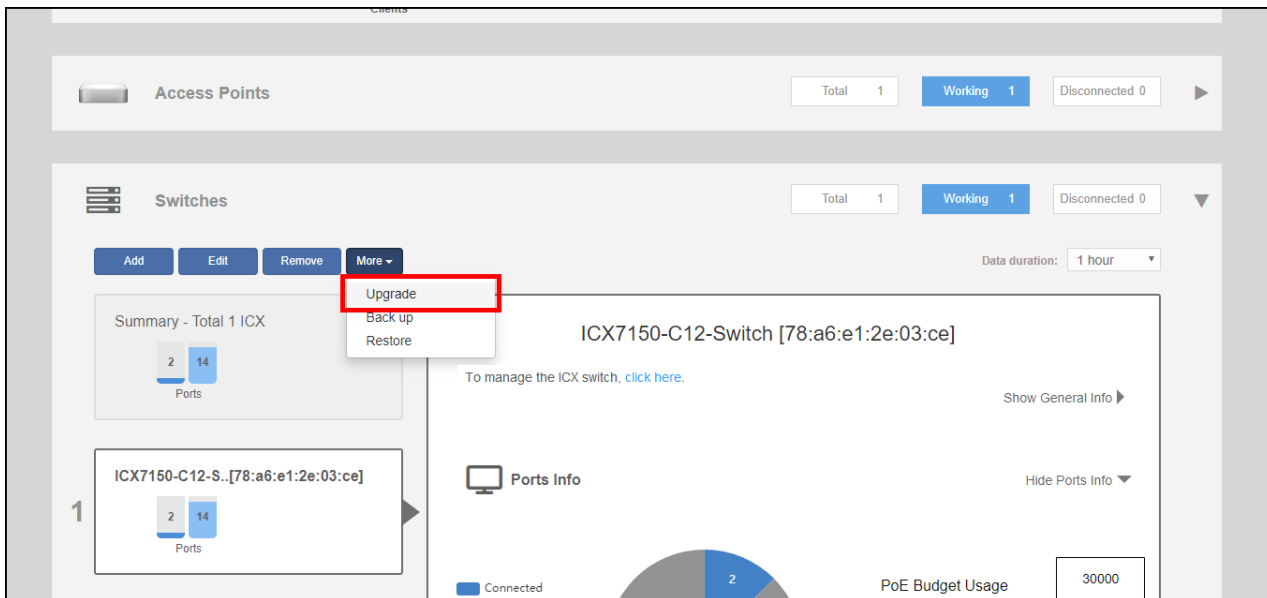 Clients
Access Points
Total 1
Working 1
Disconnected 0
Switches
Total 1
Working 1
Disconnected 0
Add
Edit
Remove
More
Data duration: 1 hour
Upgrade
Back up
Restore
Summary - Total 1 ICX
2 14
Ports
ICX7150-C12-S..[78:a6:e1:2e:03:ce]
1
2 14
Ports
ICX7150-C12-Switch [78:a6:e1:2e:03:ce]
To manage the ICX switch, click here.
Show General Info
Ports Info
Hide Ports Info
Connected
2
PoE Budget Usage
30000